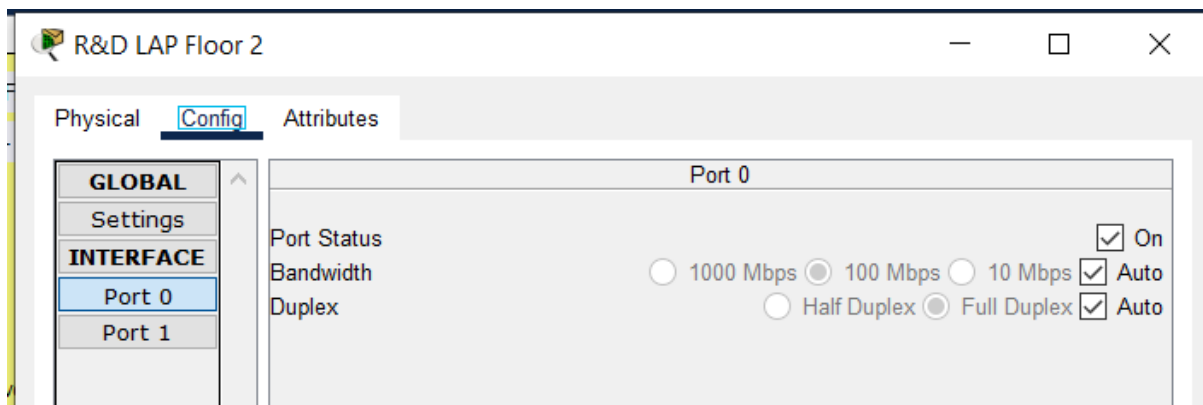 R&D LAP Floor 2
Physical Config Attributes
GLOBAL
Settings
INTERFACE
Port 0
Port 1
Port 0
Port Status On
Bandwidth 1000 Mbps 100 Mbps 10 Mbps Auto
Duplex Half Duplex Full Duplex Auto